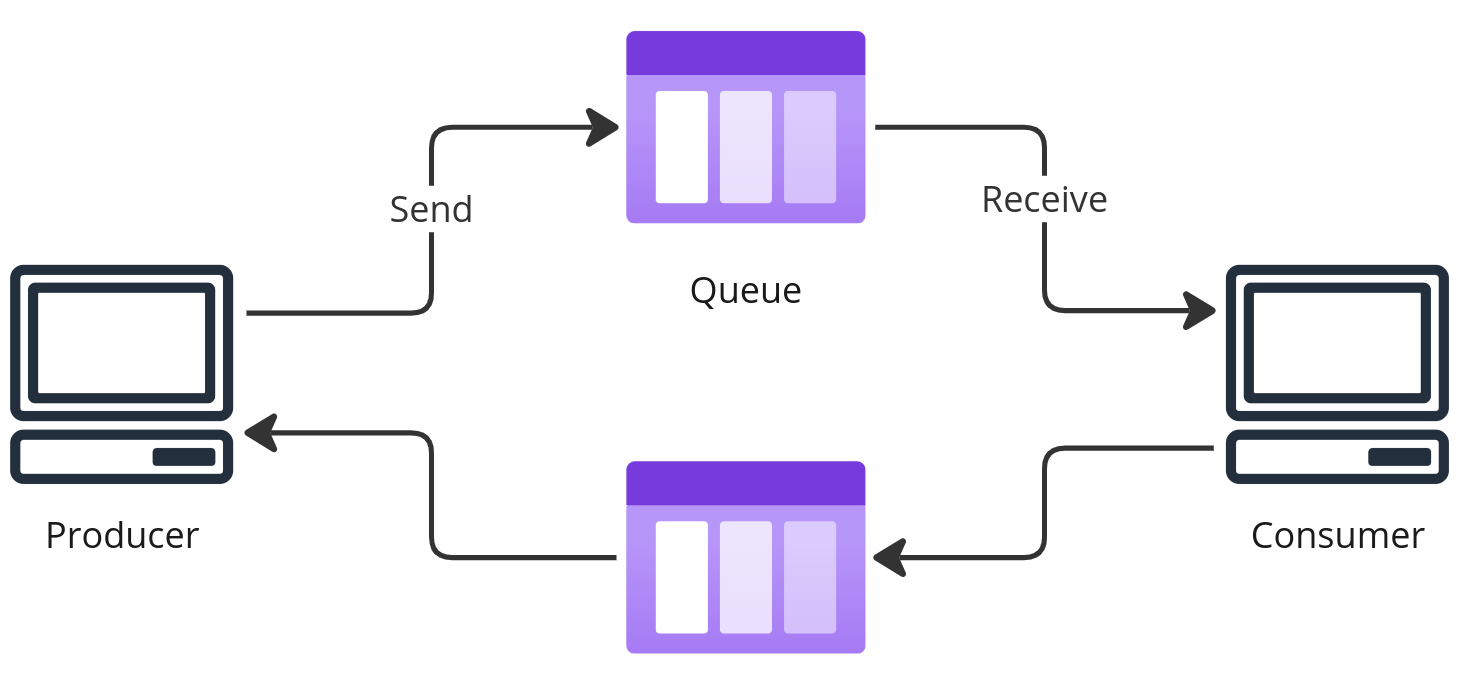 Send
Receive
Queue
Producer
Consumer